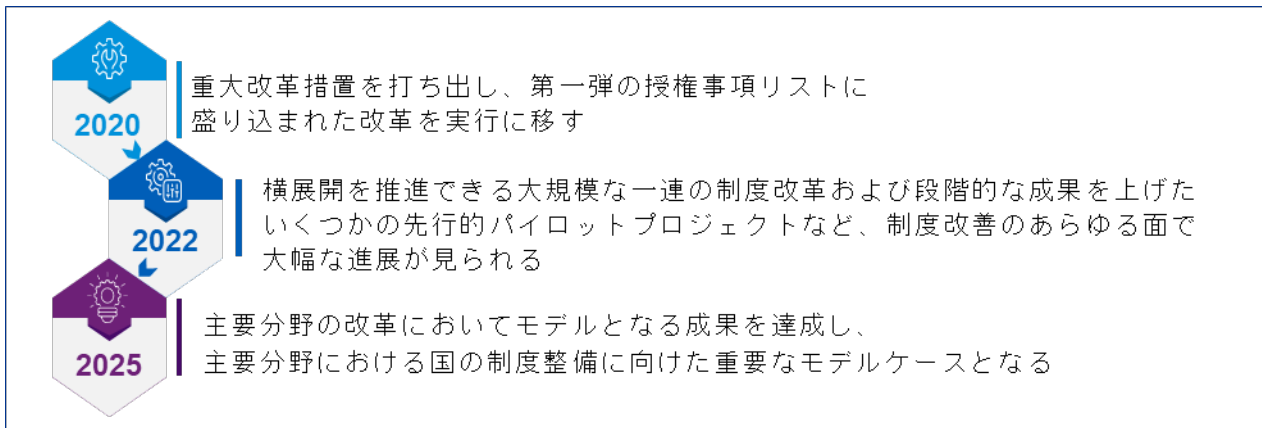 2020
重大改革措置を打ち出し、第一弾の授権事項リストに
盛り込まれた改革を実行に移す
2022
横展開を推進できる大規模な一連の制度改革および段階的な成果を上げた
いくつかの先行的パイロットプロジェクトなど、制度改善のあらゆる面で
大幅な進展が見られる
2025
主要分野の改革においてモデルとなる成果を達成し、
主要分野における国の制度整備に向けた重要なモデルケースとなる